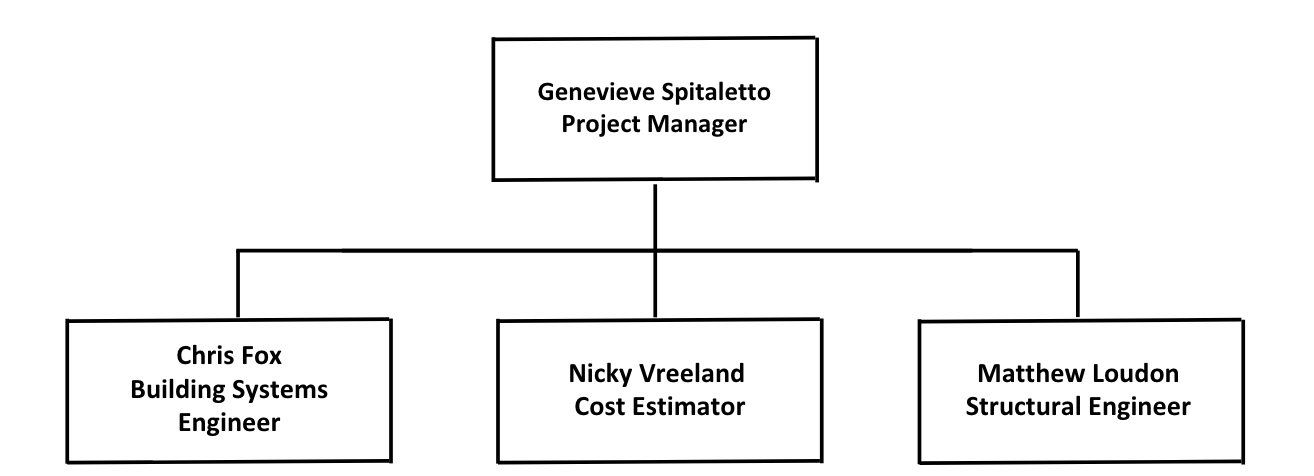 Genevieve Spitaletto
Project Manager
Chris Fox
Building Systems
Engineer
Nicky Vreeland
Cost Estimator
Matthew Loudon
Structural Engineer